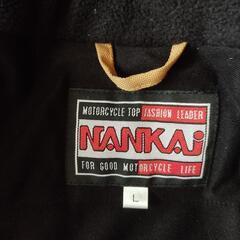 MOTORCYCLE TOP FASHION LEADER
NANKAi
FOR GOOD MOTORCYCLE LIFE
L